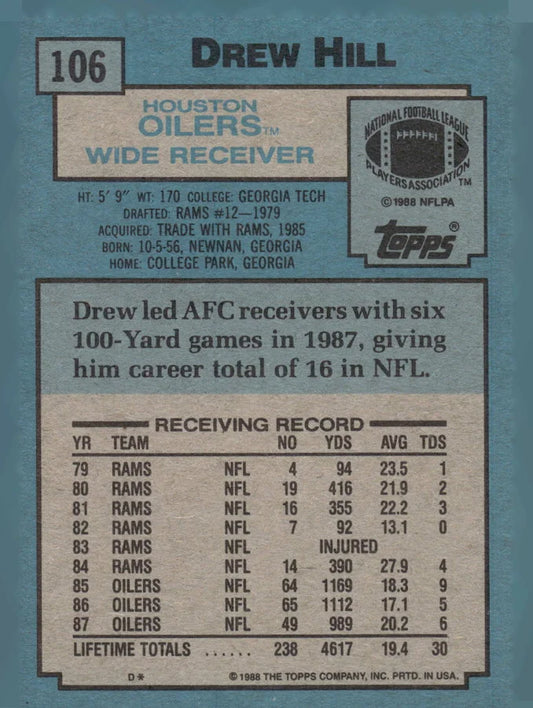 106
DREW HILL
HOUSTON
OILERS™
WIDE RECEIVER
NATIONAL FOOTBALL LEAGUE
PLAYERS ASSOCIATION™
©1988 NFLPA
topps®
HT: 5' 9" WT: 170 COLLEGE: GEORGIA TECH
DRAFTED: RAMS #12—1979
ACQUIRED: TRADE WITH RAMS, 1985
BORN: 10-5-56, NEWNAN, GEORGIA
HOME: COLLEGE PARK, GEORGIA
Drew led AFC receivers with six
100-Yard games in 1987, giving
him career total of 16 in NFL.
RECEIVING RECORD
YR TEAM NO YDS AVG TDS
79 RAMS NFL 4 94 23.5 1
80 RAMS NFL 19 416 21.9 2
81 RAMS NFL 16 355 22.2 3
82 RAMS NFL 7 92 13.1 0
83 RAMS NFL INJURED
84 RAMS NFL 14 390 27.9 4
85 OILERS NFL 64 1169 18.3 9
86 OILERS NFL 65 1112 17.1 5
87 OILERS NFL 49 989 20.2 6
LIFETIME TOTALS ...... 238 4617 19.4 30
D* ©1988 THE TOPPS COMPANY, INC. PRTD. IN USA.